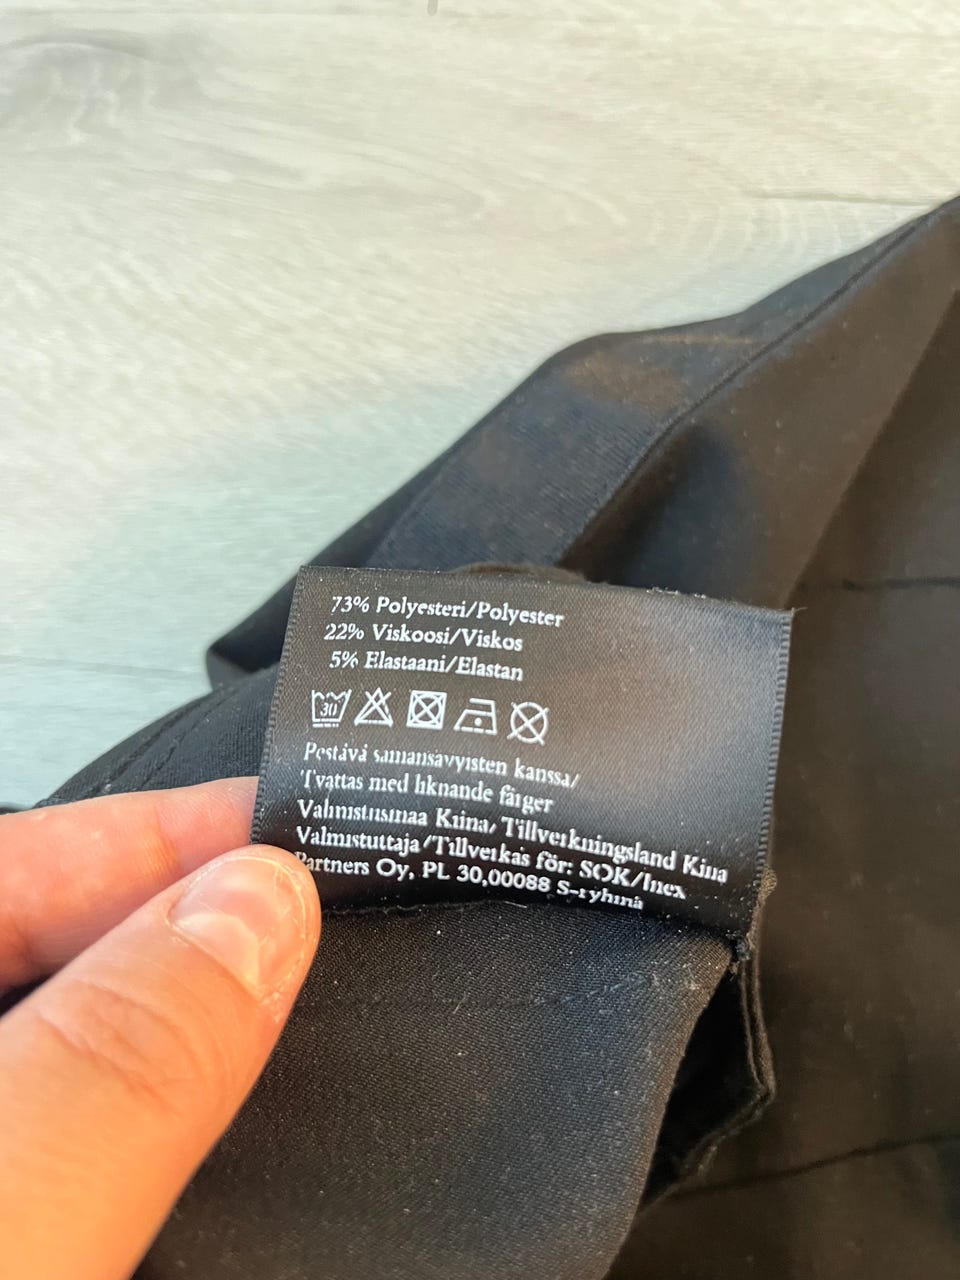 73% Polyesteri/Polyester
22% Viskoosi/Viskos
5% Elastaani/Elastan
30
Pestävä samansävyisten kanssa/
Tvättas med liknande färger
Valmistusmaa Kiina/ Tillverkningsland Kina
Valmistuttaja/Tillverkas för: SOK/Inex
Partners Oy, PL 30,00088 S-ryhmä